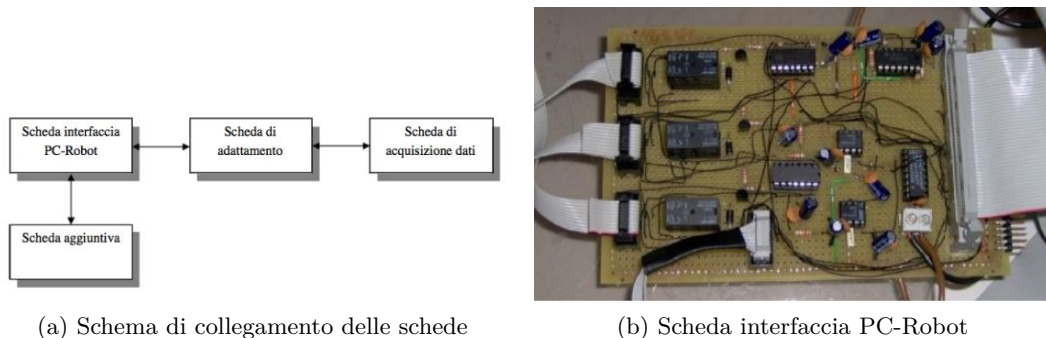 Scheda interfaccia
PC-Robot
Scheda di
adattamento
Scheda di
acquisizione dati
Scheda aggiuntiva
(a) Schema di collegamento delle schede
(b) Scheda interfaccia PC-Robot